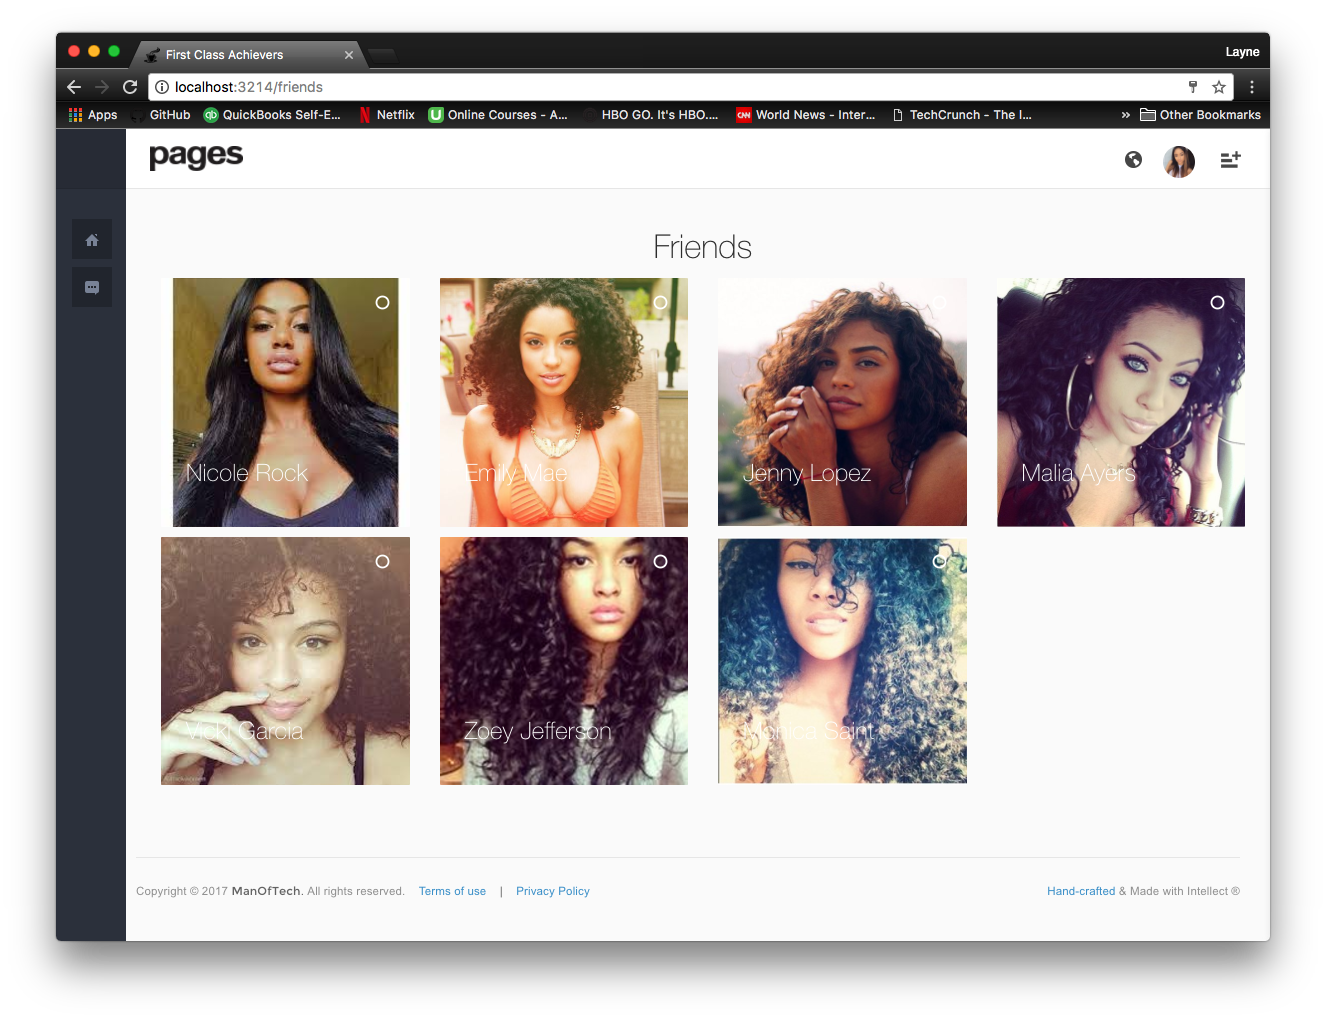 First Class Achievers
Layne
localhost:3214/friends
Apps GitHub QuickBooks Self-E... Netflix Online Courses - A... HBO GO. It's HBO.... CNN World News - Inter... TechCrunch - The I... » Other Bookmarks
pages
Friends
Nicole Rock Emily Mae Jenny Lopez Malia Ayers
Vicki Garcia Zoey Jefferson Monica Saint
Copyright © 2017 ManOfTech. All rights reserved. Terms of use | Privacy Policy Hand-crafted & Made with Intellect ®